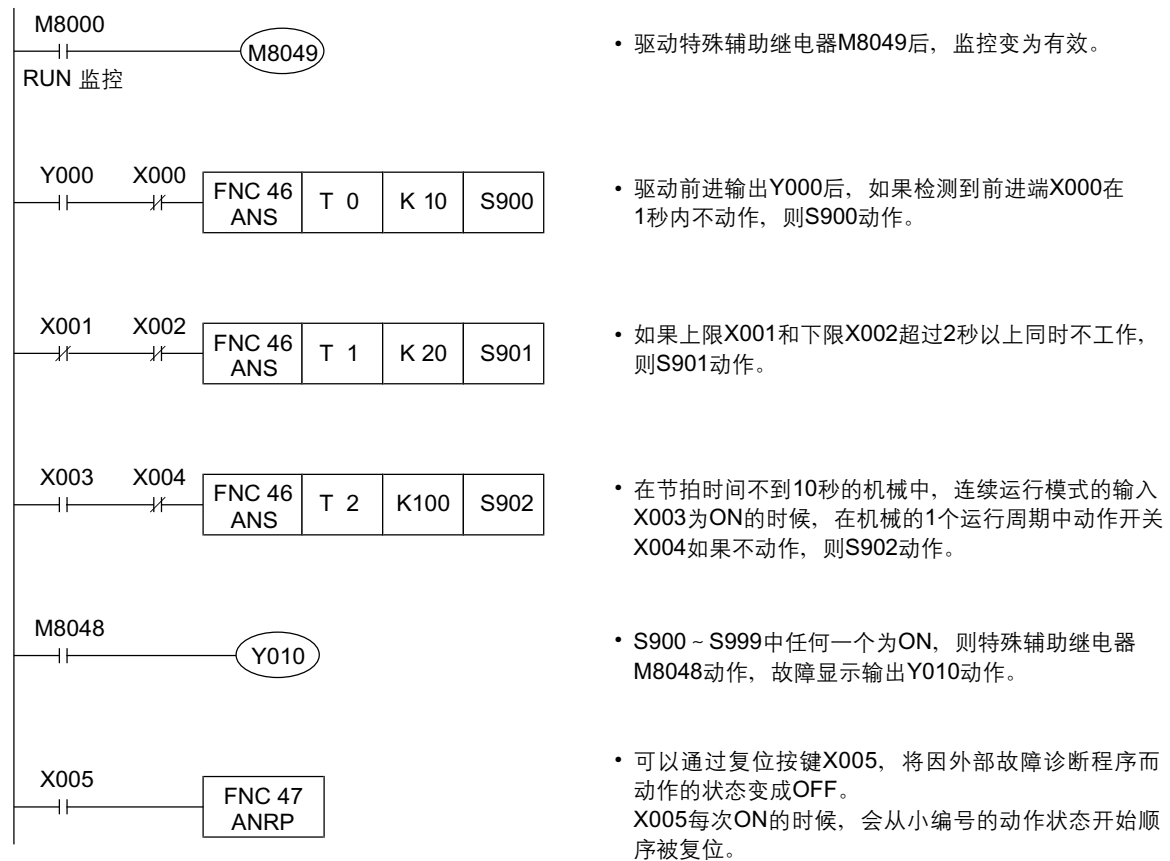 M8000
M8049
RUN 监控
• 驱动特殊辅助继电器M8049后，监控变为有效。
Y000 X000
FNC 46
ANS
T 0 K 10 S900
• 驱动前进输出Y000后，如果检测到前进端X000在
1秒内不动作，则S900动作。
X001 X002
FNC 46
ANS
T 1 K 20 S901
• 如果上限X001和下限X002超过2秒以上同时不工作，
则S901动作。
X003 X004
FNC 46
ANS
T 2 K100 S902
• 在节拍时间不到10秒的机械中，连续运行模式的输入
X003为ON的时候，在机械的1个运行周期中动作开关
X004如果不动作，则S902动作。
M8048
Y010
• S900～S999中任何一个为ON，则特殊辅助继电器
M8048动作，故障显示输出Y010动作。
X005
FNC 47
ANRP
• 可以通过复位按键X005，将因外部故障诊断程序而
动作的状态变成OFF。
X005每次ON的时候，会从小编号的动作状态开始顺
序被复位。